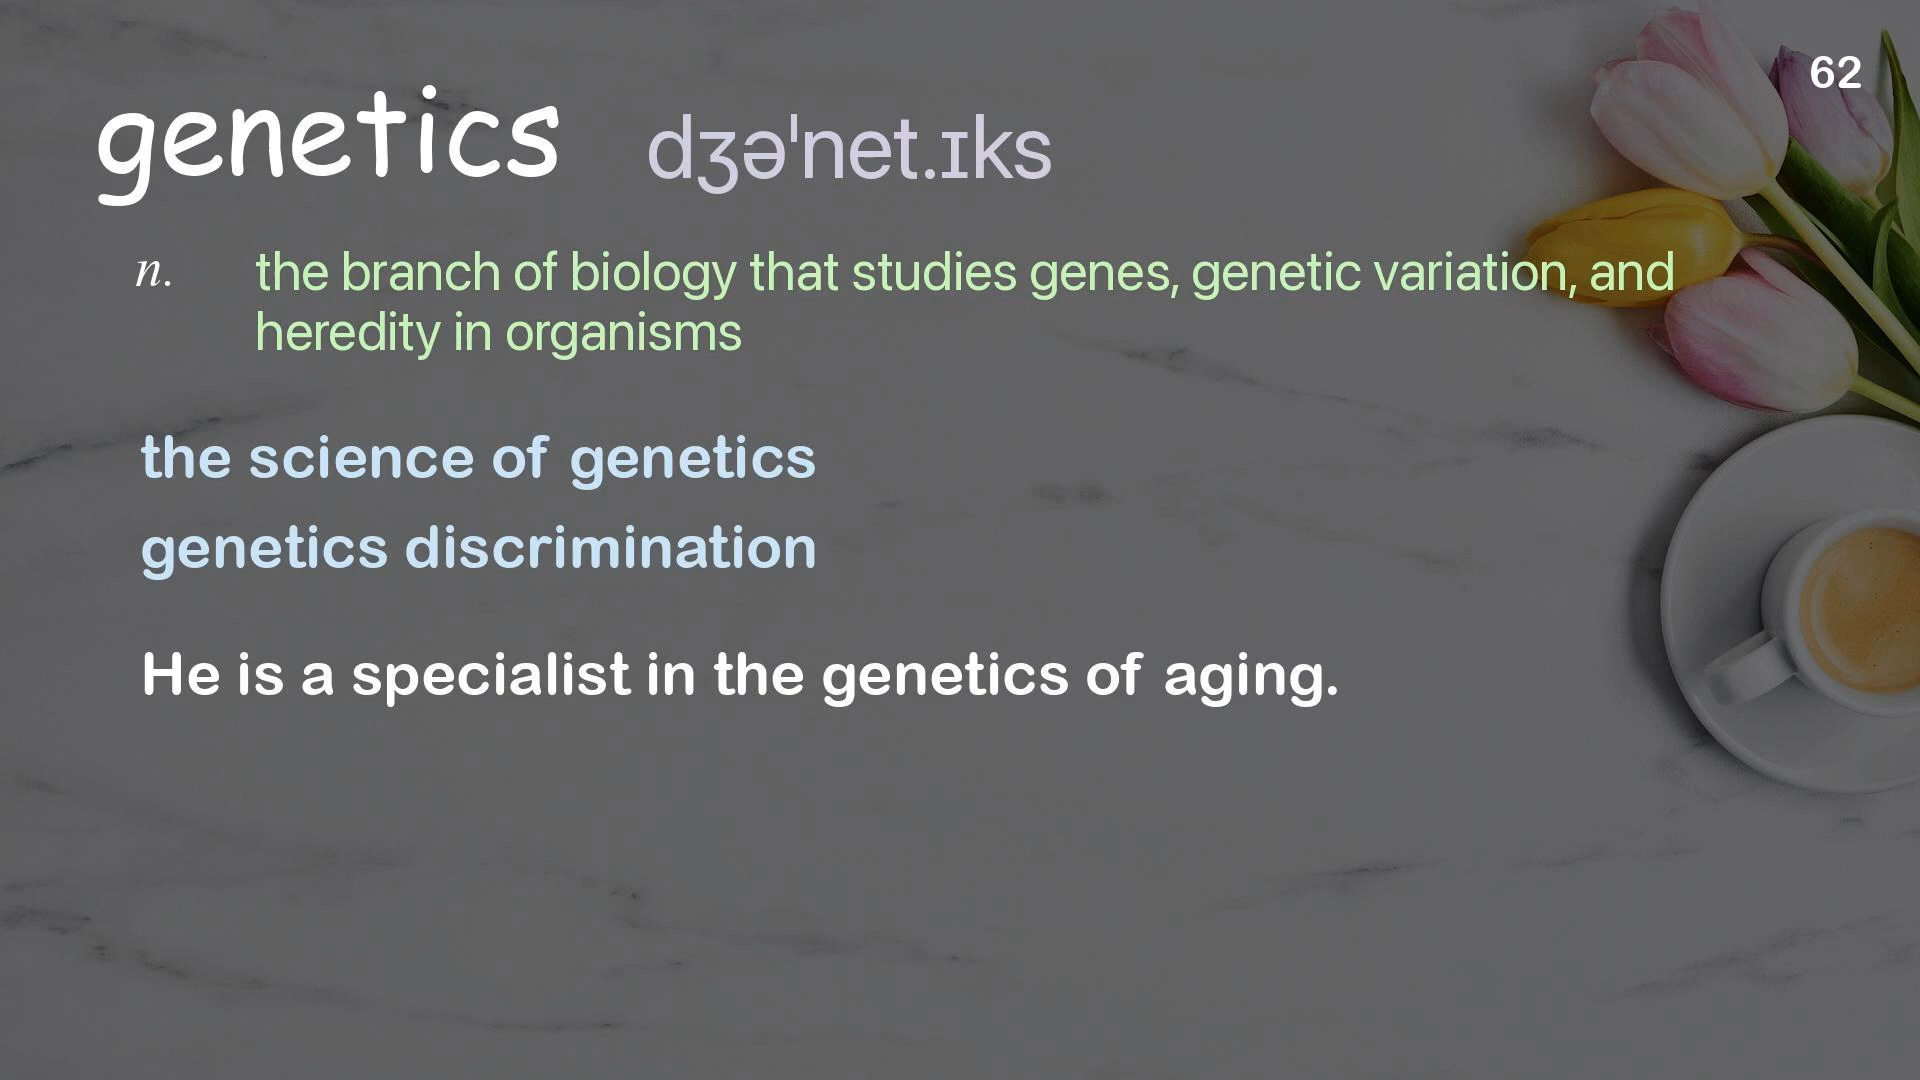 62
genetics dʒəˈnet.ɪks
n. the branch of biology that studies genes, genetic variation, and
heredity in organisms
the science of genetics
genetics discrimination
He is a specialist in the genetics of aging.